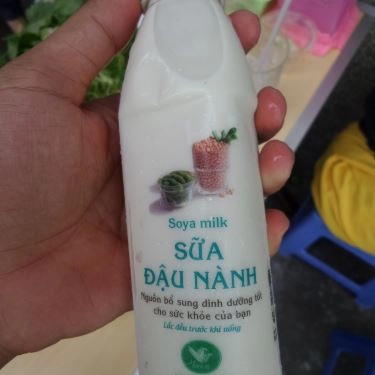 Soya milk
SỮA
ĐẬU NÀNH
Nguồn bổ sung dinh dưỡng tốt
cho sức khỏe của bạn
Lắc đều trước khi uống